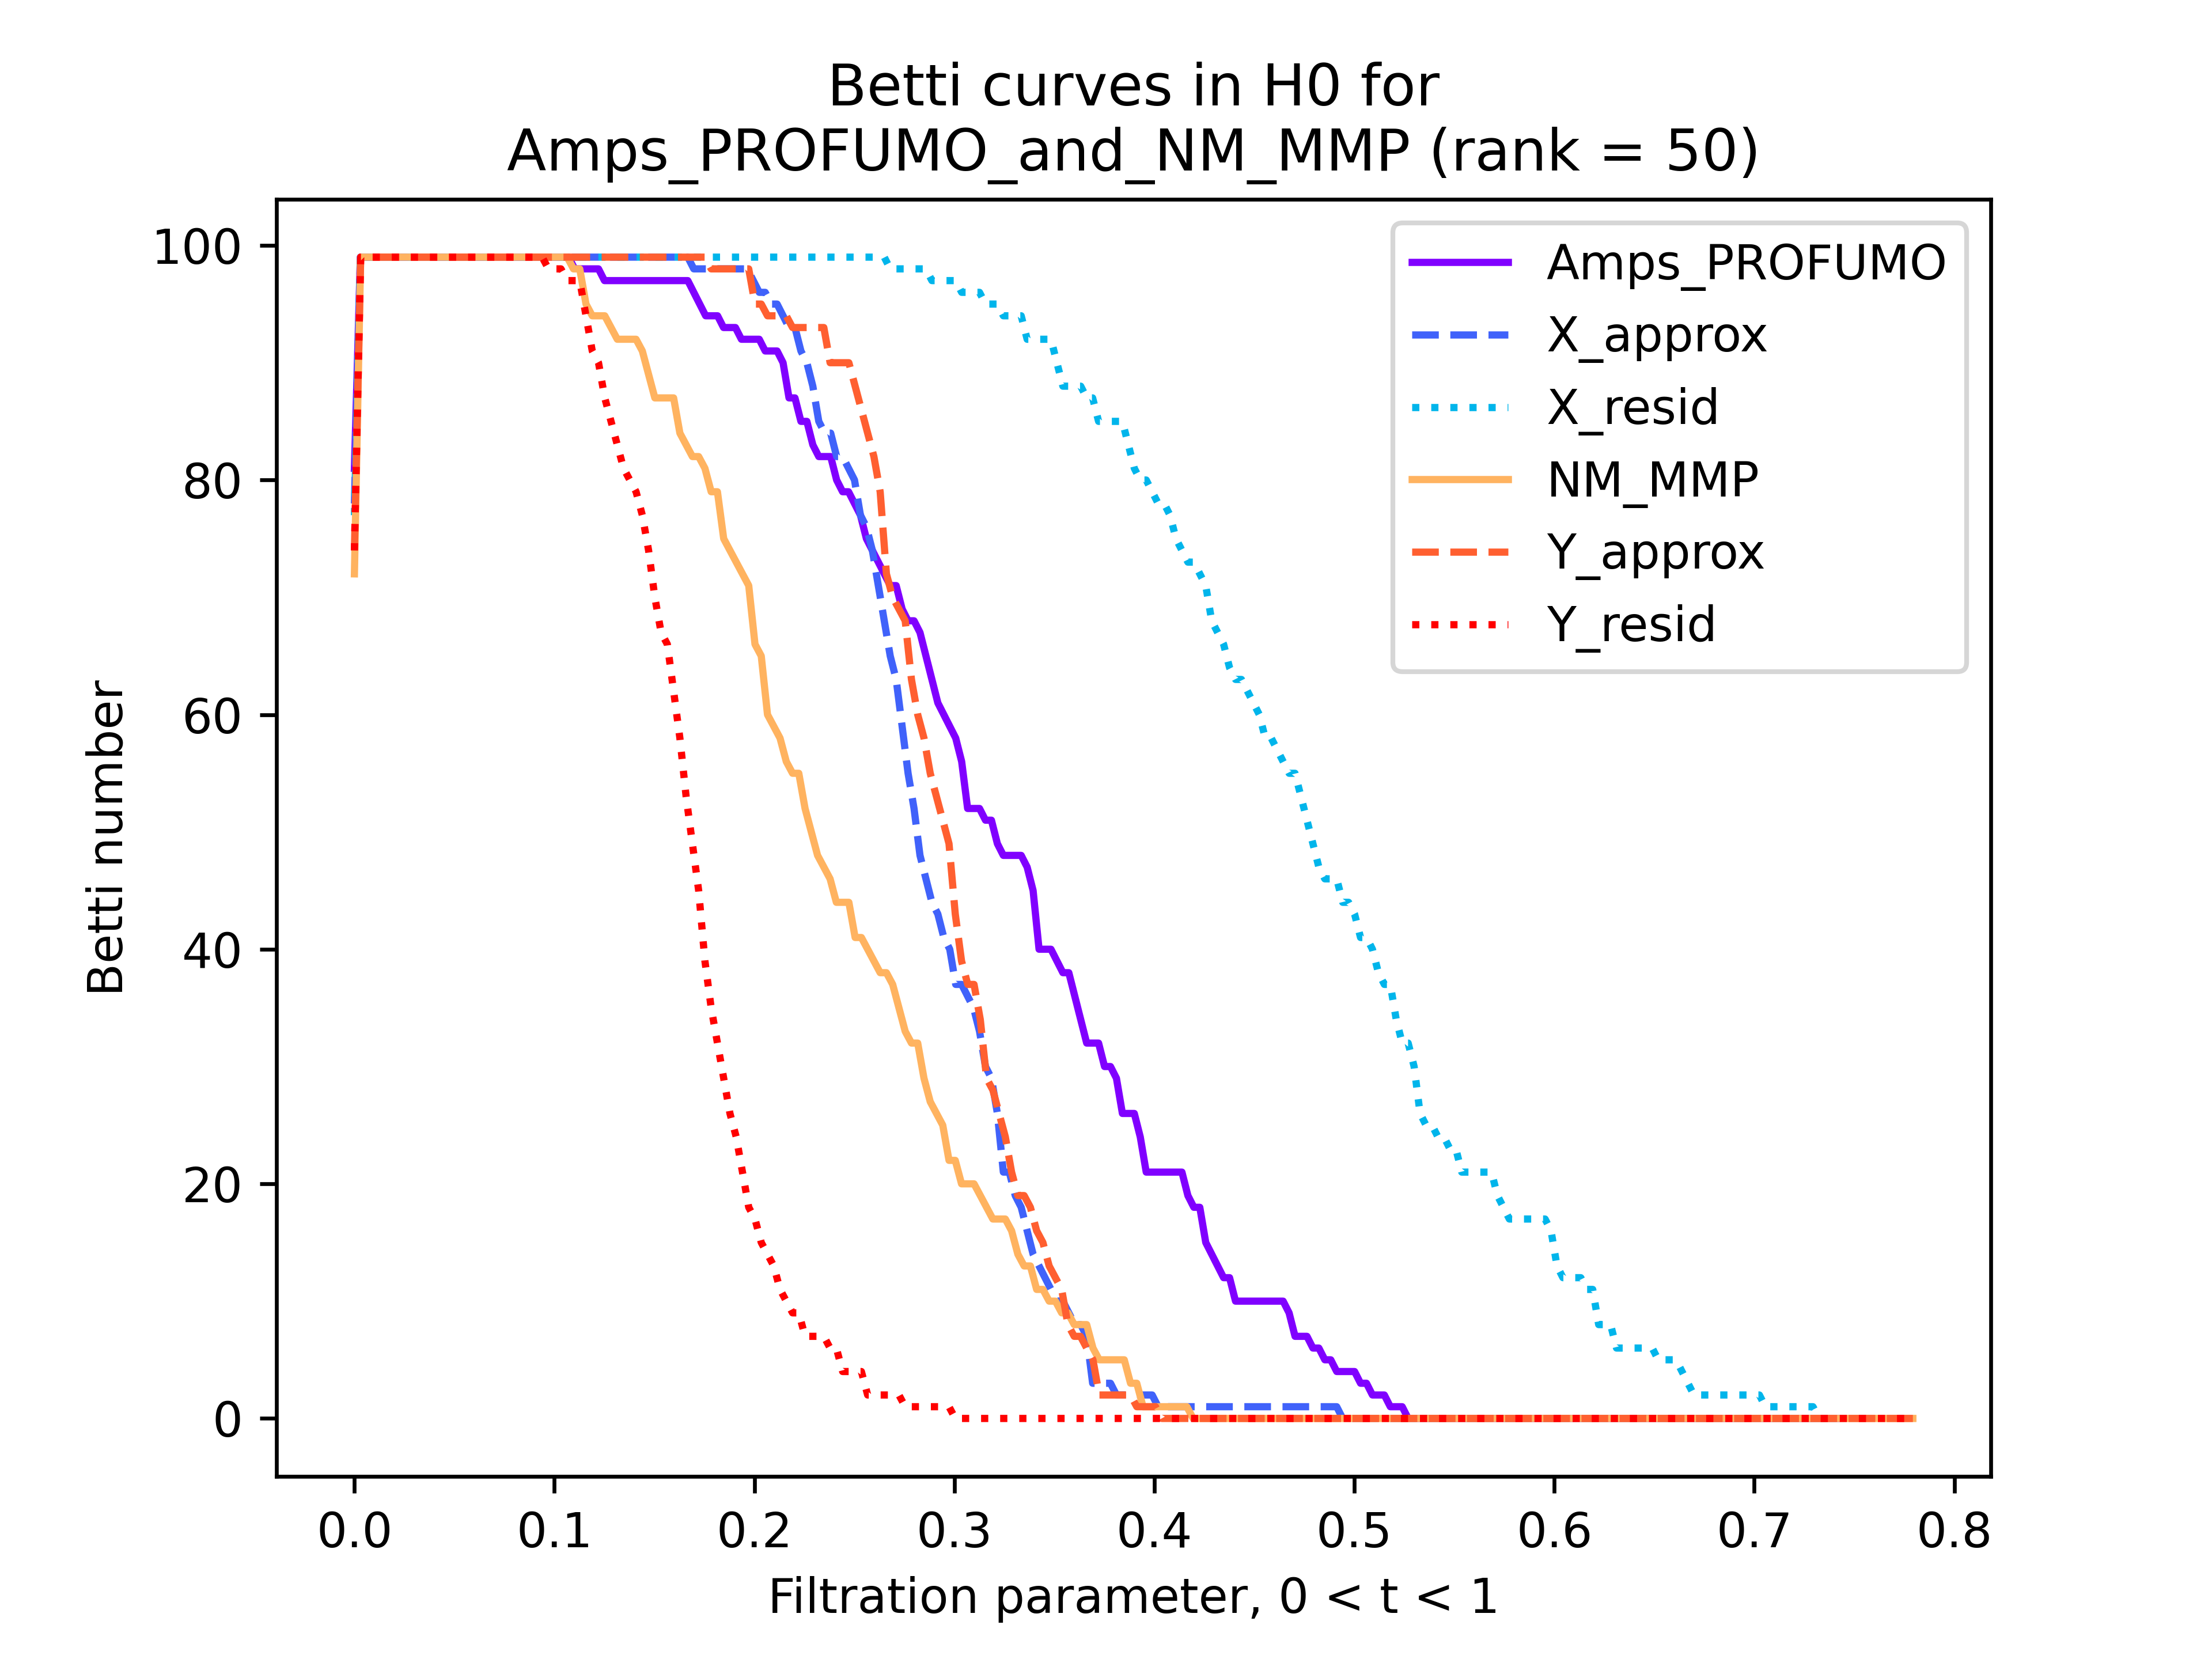 Betti curves in H0 for
Amps_PROFUMO_and_NM_MMP (rank = 50)
100
80
60
40
20
0
Betti number
Amps_PROFUMO
X_approx
X_resid
NM_MMP
Y_approx
Y_resid
0.0 0.1 0.2 0.3 0.4 0.5 0.6 0.7 0.8
Filtration parameter, 0 < t < 1